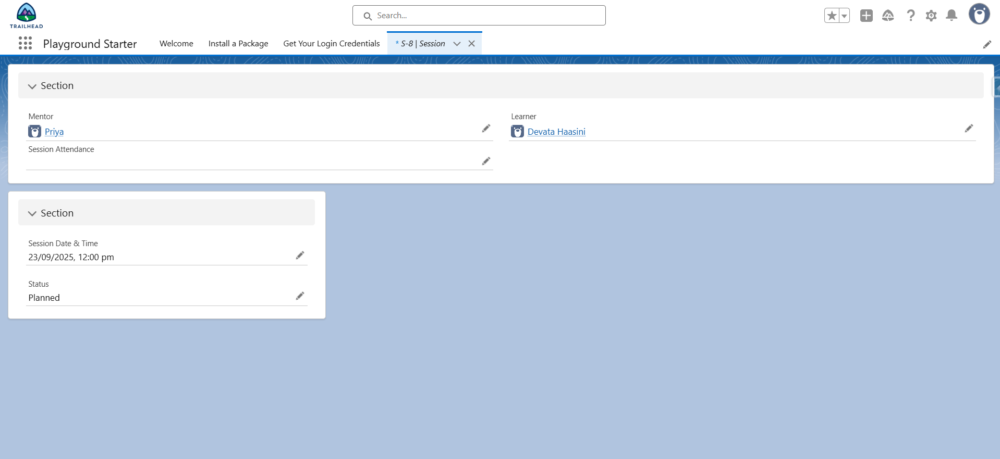 TRAILHEAD
Search...
Playground Starter
Welcome
Install a Package
Get Your Login Credentials
* S-8 | Session
Section
Mentor
Learner
Priya
Devata Haasini
Session Attendance
Section
Session Date & Time
23/09/2025, 12:00 pm
Status
Planned